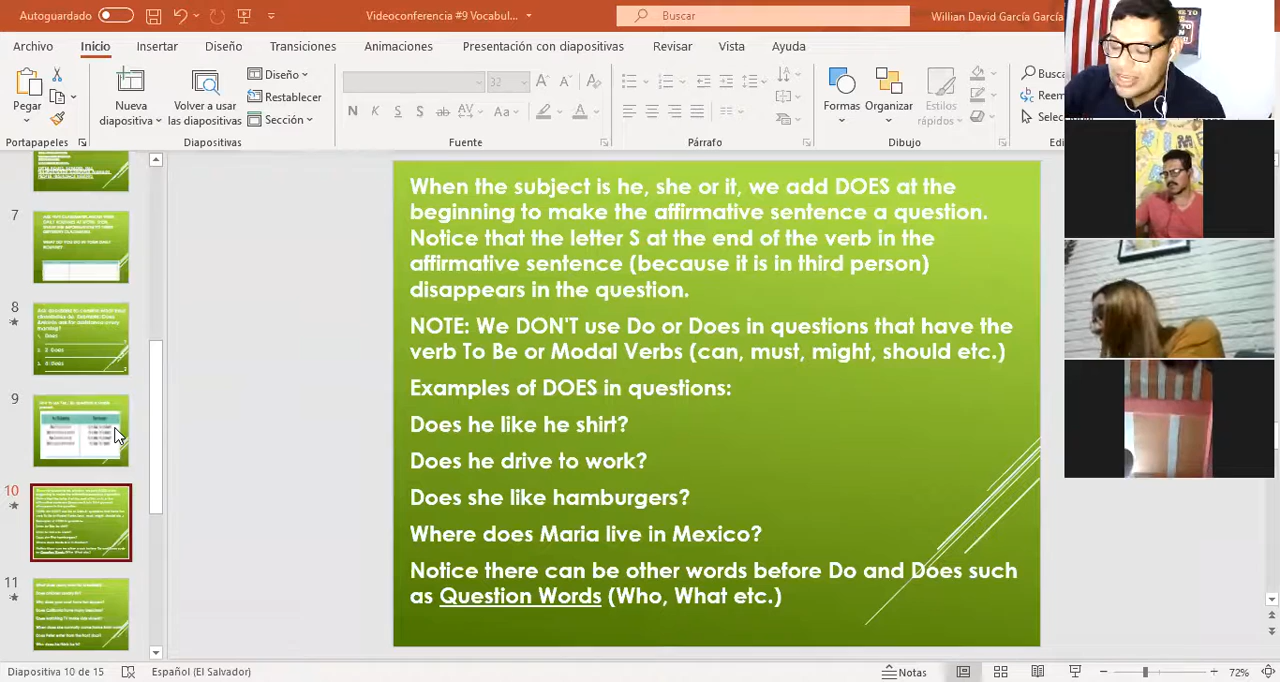 Autoguardado
Videoconferencia #9 Vocabul...
Buscar
Willian David García García
Archivo
Inicio
Insertar
Diseño
Transiciones
Animaciones
Presentación con diapositivas
Revisar
Vista
Ayuda
Pegar
Nueva
diapositiva
Volver a usar
las diapositivas
Diseño
Restablecer
Sección
32
N K S S ab AV Aa A
Formas
Organizar
Estilos
rápidos
Portapapeles
Diapositivas
Fuente
Párrafo
Dibujo
7
8
9
10
11
When the subject is he, she or it, we add DOES at the
beginning to make the affirmative sentence a question.
Notice that the letter S at the end of the verb in the
affirmative sentence (because it is in third person)
disappears in the question.
NOTE: We DON'T use Do or Does in questions that have the
verb To Be or Modal Verbs (can, must, might, should etc.)
Examples of DOES in questions:
Does he like he shirt?
Does he drive to work?
Does she like hamburgers?
Where does Maria live in Mexico?
Notice there can be other words before Do and Does such
as Question Words (Who, What etc.)
Diapositiva 10 de 15
Español (El Salvador)
Notas
72%